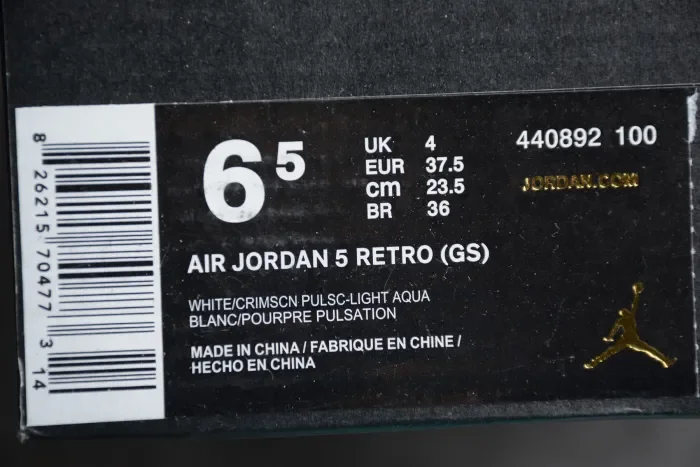 8 26215 70477 3 14
6 5
UK 4
EUR 37.5
cm 23.5
BR 36
440892 100
JORDAN.COM
AIR JORDAN 5 RETRO (GS)
WHITE/CRIMSCN PULSC-LIGHT AQUA
BLANC/POURPRE PULSATION
MADE IN CHINA / FABRIQUE EN CHINE /
HECHO EN CHINA